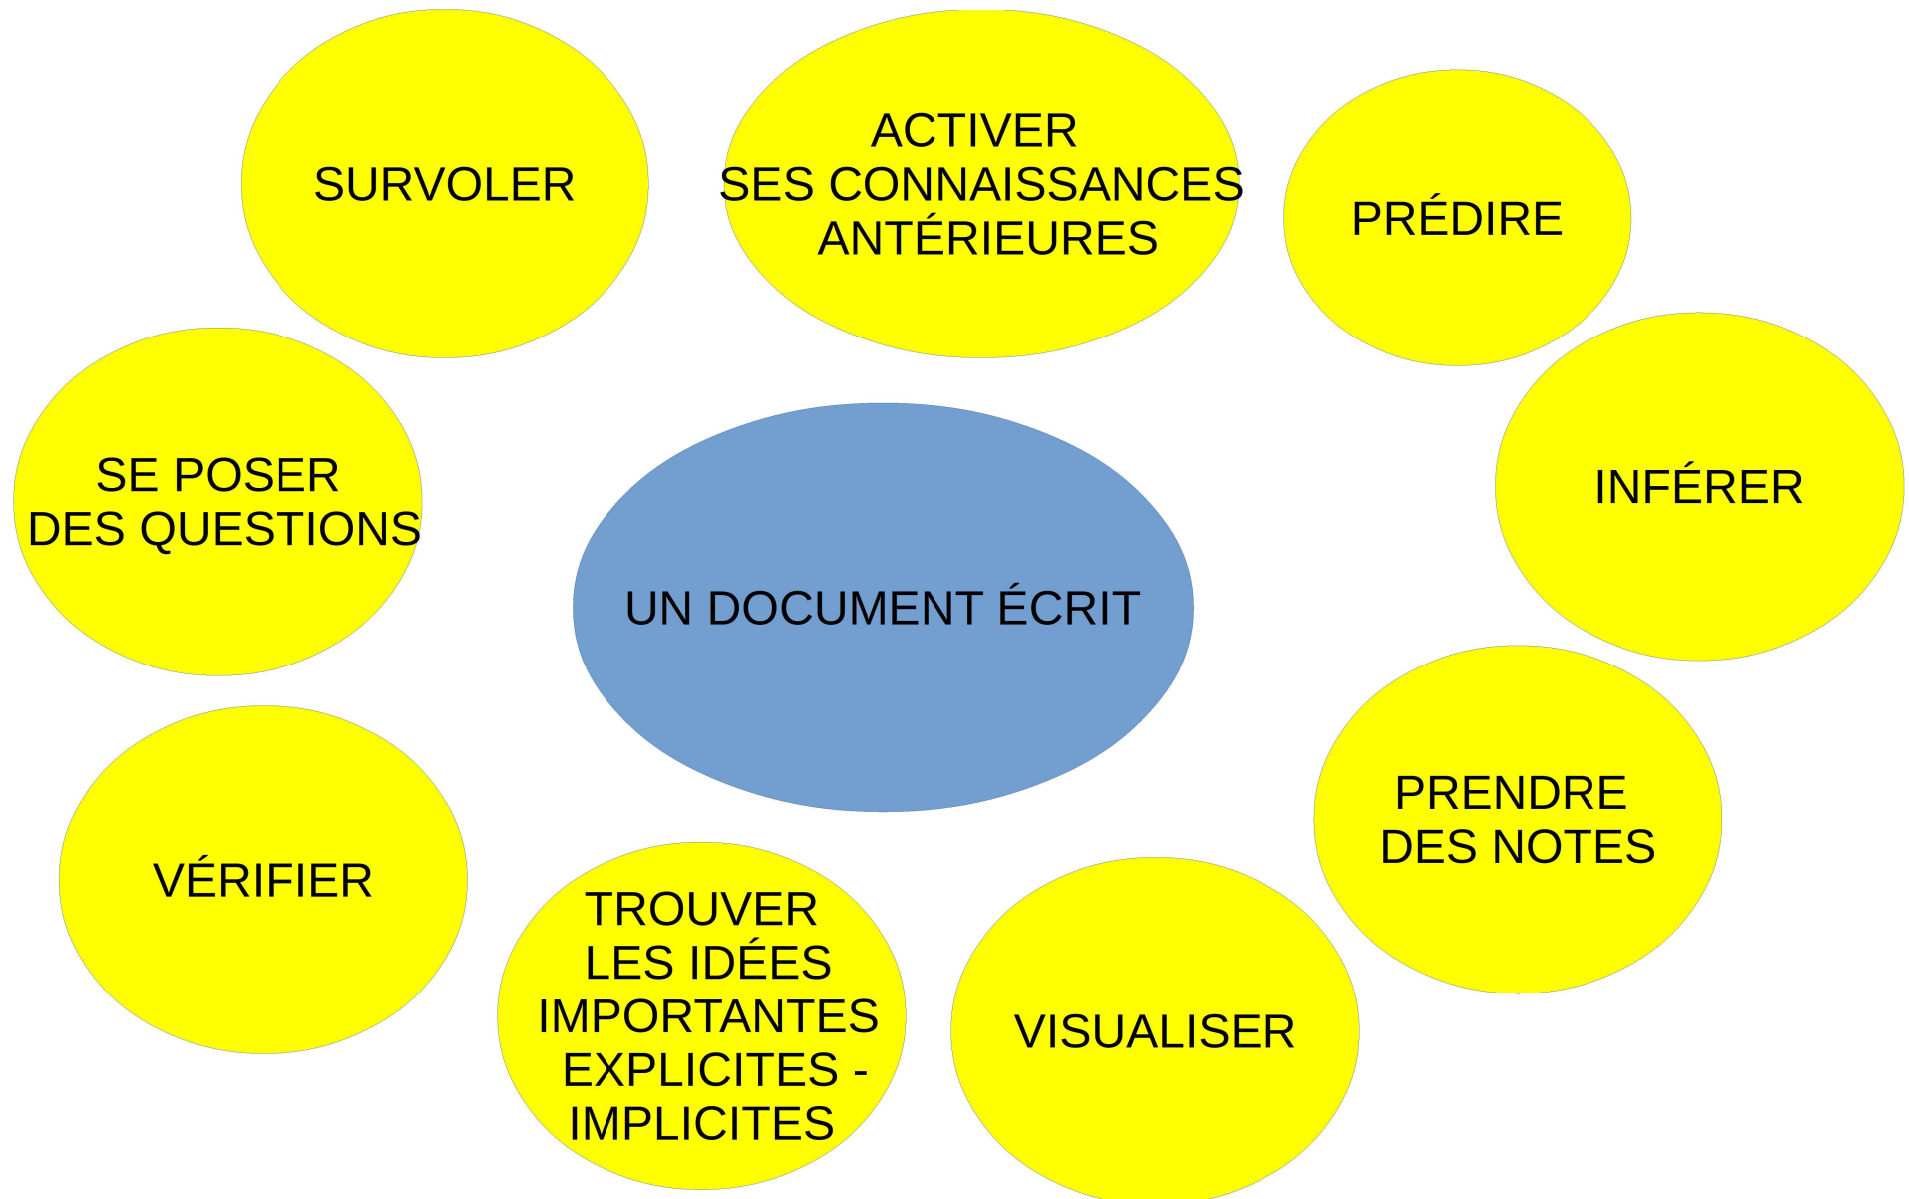 SURVOLER
ACTIVER
SES CONNAISSANCES
ANTÉRIEURES
PRÉDIRE
SE POSER
DES QUESTIONS
INFÉRER
UN DOCUMENT ÉCRIT
PRENDRE
DES NOTES
VÉRIFIER
TROUVER
LES IDÉES
IMPORTANTES
EXPLICITES -
IMPLICITES
VISUALISER